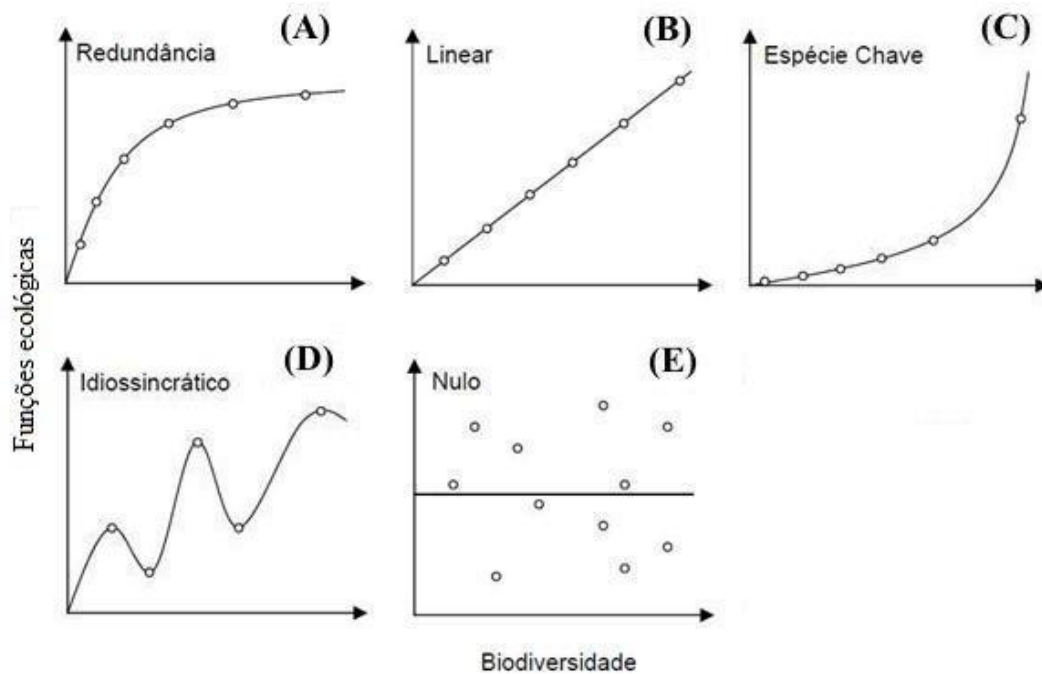 (A)
Redundância
(B)
Linear
(C)
Espécie Chave
Funções ecológicas
(D)
Idiossincrático
(E)
Nulo
Biodiversidade